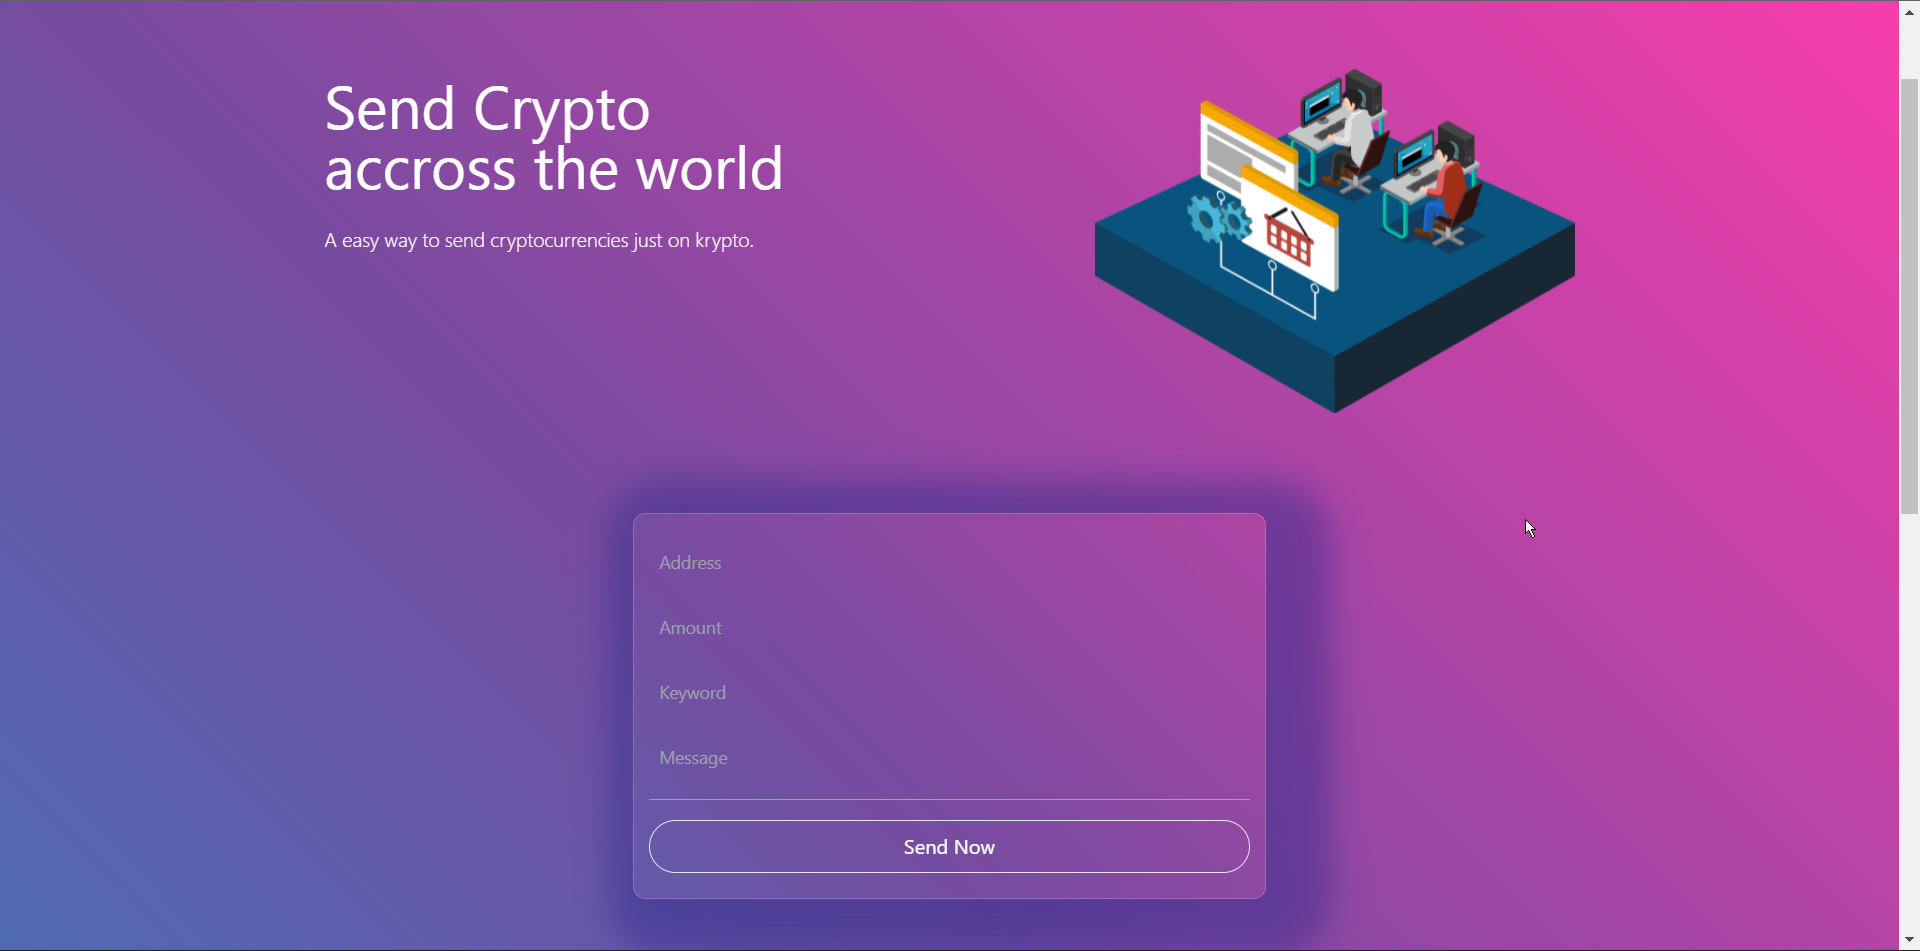 Send Crypto
accross the world
A easy way to send cryptocurrencies just on krypto.
Address
Amount
Keyword
Message
Send Now